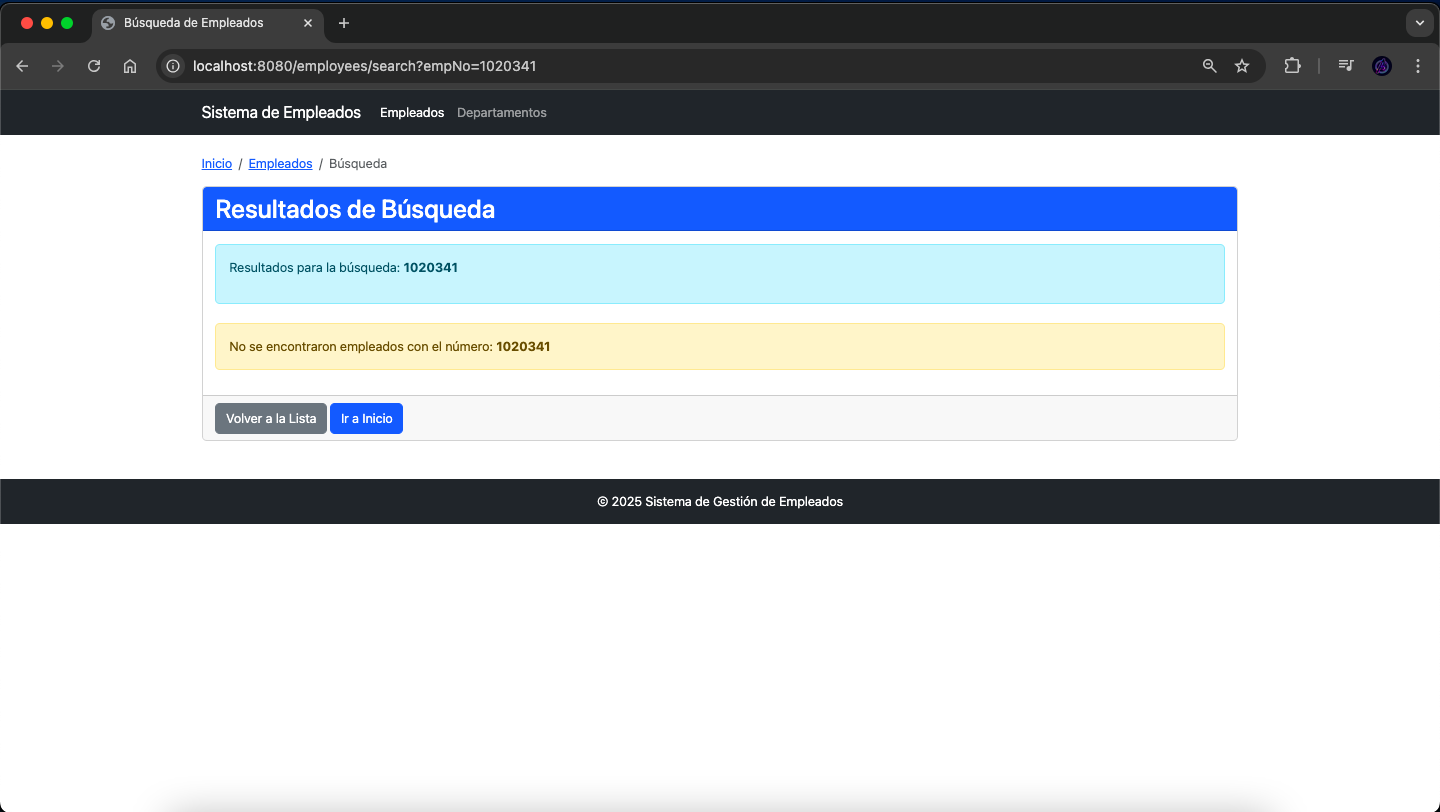 Búsqueda de Empleados
localhost:8080/employees/search?empNo=1020341
Sistema de Empleados Empleados Departamentos
Inicio / Empleados / Búsqueda
Resultados de Búsqueda
Resultados para la búsqueda: 1020341
No se encontraron empleados con el número: 1020341
Volver a la Lista Ir a Inicio
© 2025 Sistema de Gestión de Empleados